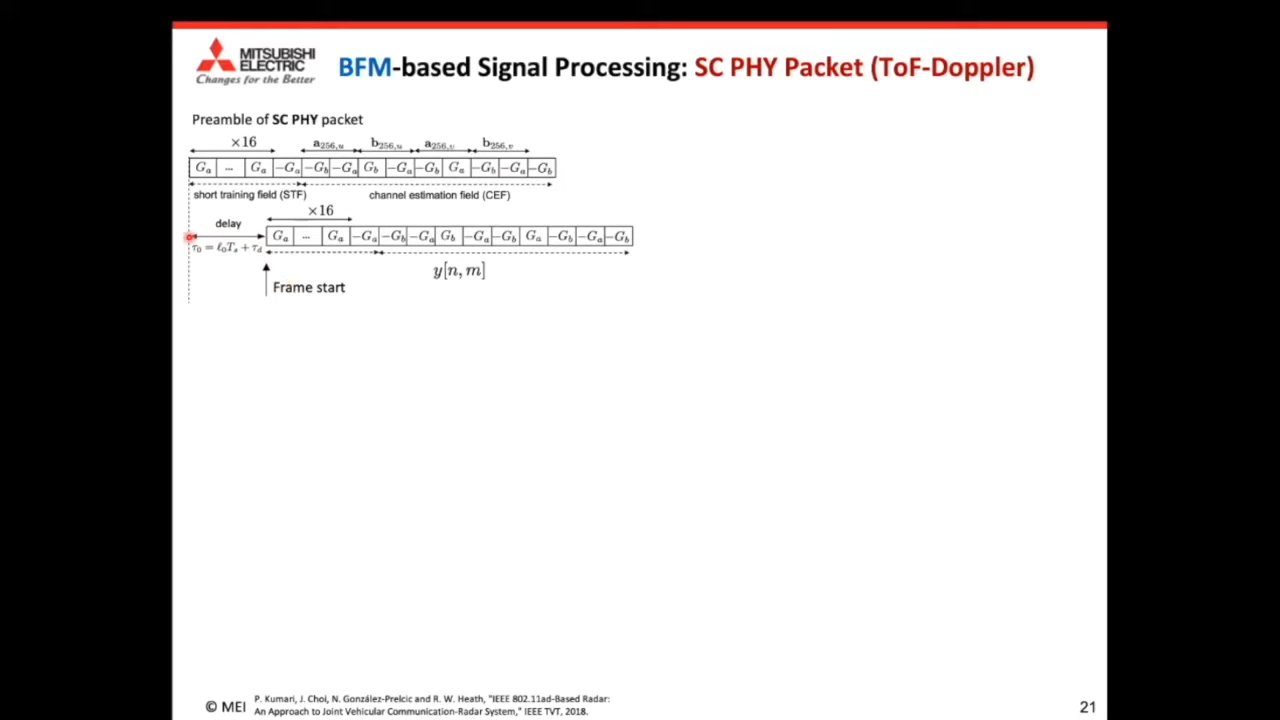 MITSUBISHI
ELECTRIC
Changes for the Better
BFM-based Signal Processing: SC PHY Packet (ToF-Doppler)
Preamble of SC PHY packet
×16 a256,u b256,u a256,v b256,v
Ga ... Ga −Ga −Gb −Ga Gb −Ga −Gb Ga −Gb −Ga −Gb
short training field (STF) channel estimation field (CEF)
×16
delay
Ga ... Ga −Ga −Gb −Ga Gb −Ga −Gb Ga −Gb −Ga −Gb
τ0 = ℓ0Ts + τd
y[n, m]
Frame start
© MEI
P. Kumari, J. Choi, N. González-Prelcic and R. W. Heath, "IEEE 802.11ad-Based Radar:
An Approach to Joint Vehicular Communication-Radar System," IEEE TVT, 2018.
21